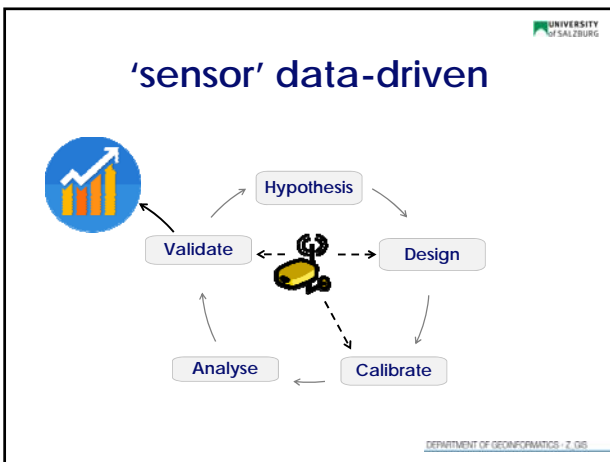 UNIVERSITY
of SALZBURG
‘sensor’ data-driven
Hypothesis
Validate
Design
Analyse
Calibrate
DEPARTMENT OF GEOINFORMATICS - Z_GIS